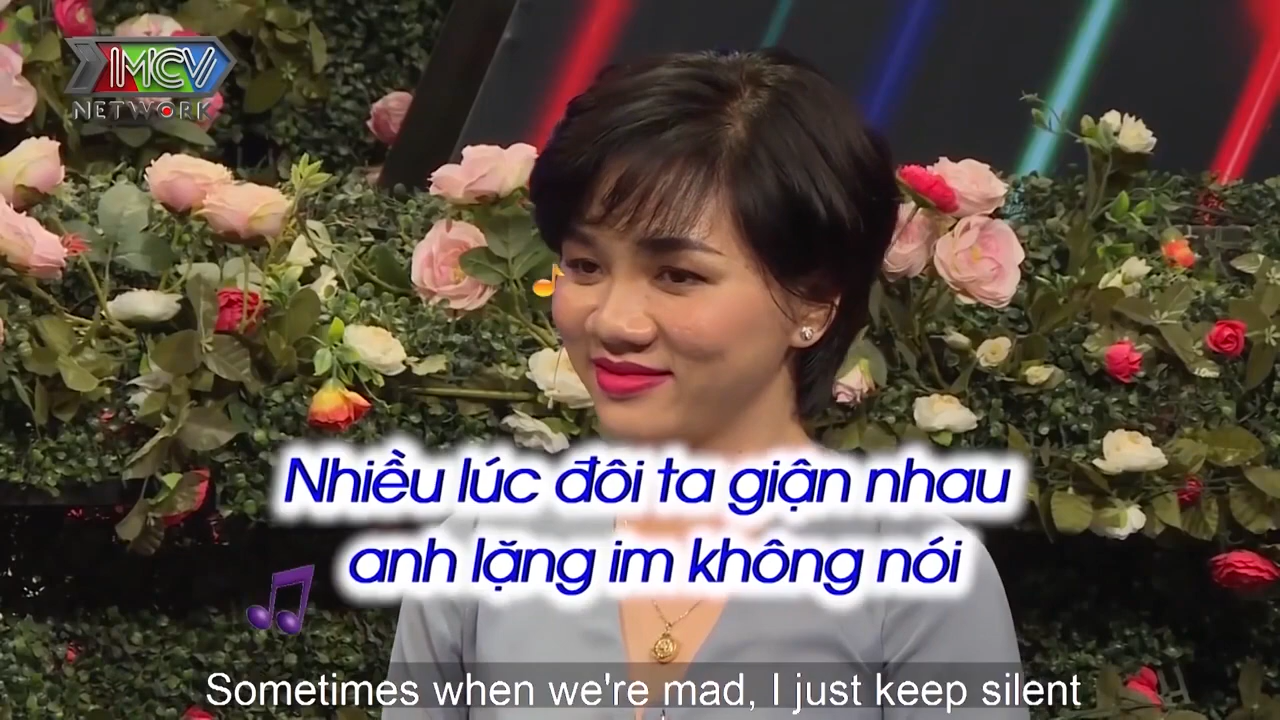 MCV
NETWORK
Nhiều lúc đôi ta giận nhau
anh lặng im không nói
Sometimes when we're mad, I just keep silent